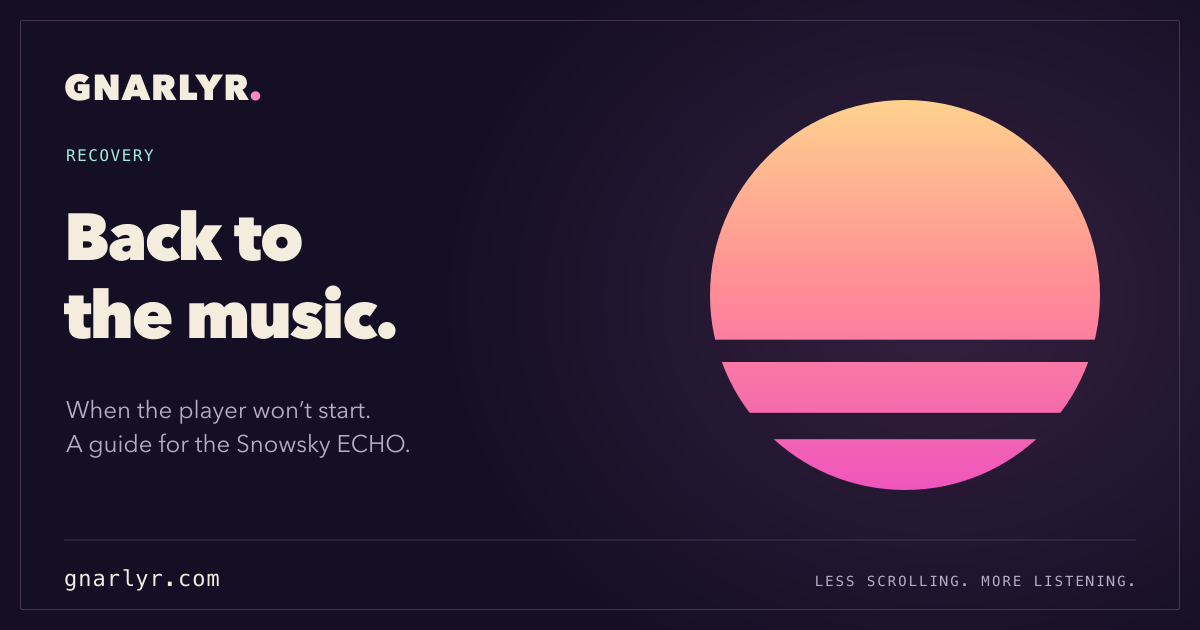 GNARLYR.
RECOVERY
Back to
the music.
When the player won’t start.
A guide for the Snowsky ECHO.
gnarlyr.com
LESS SCROLLING. MORE LISTENING.